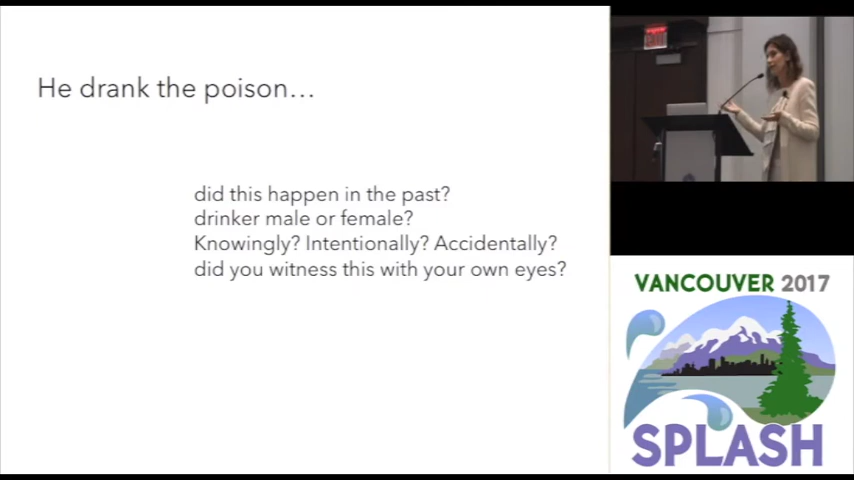 He drank the poison…
did this happen in the past?
drinker male or female?
Knowingly? Intentionally? Accidentally?
did you witness this with your own eyes?
EXIT
VANCOUVER 2017
SPLASH